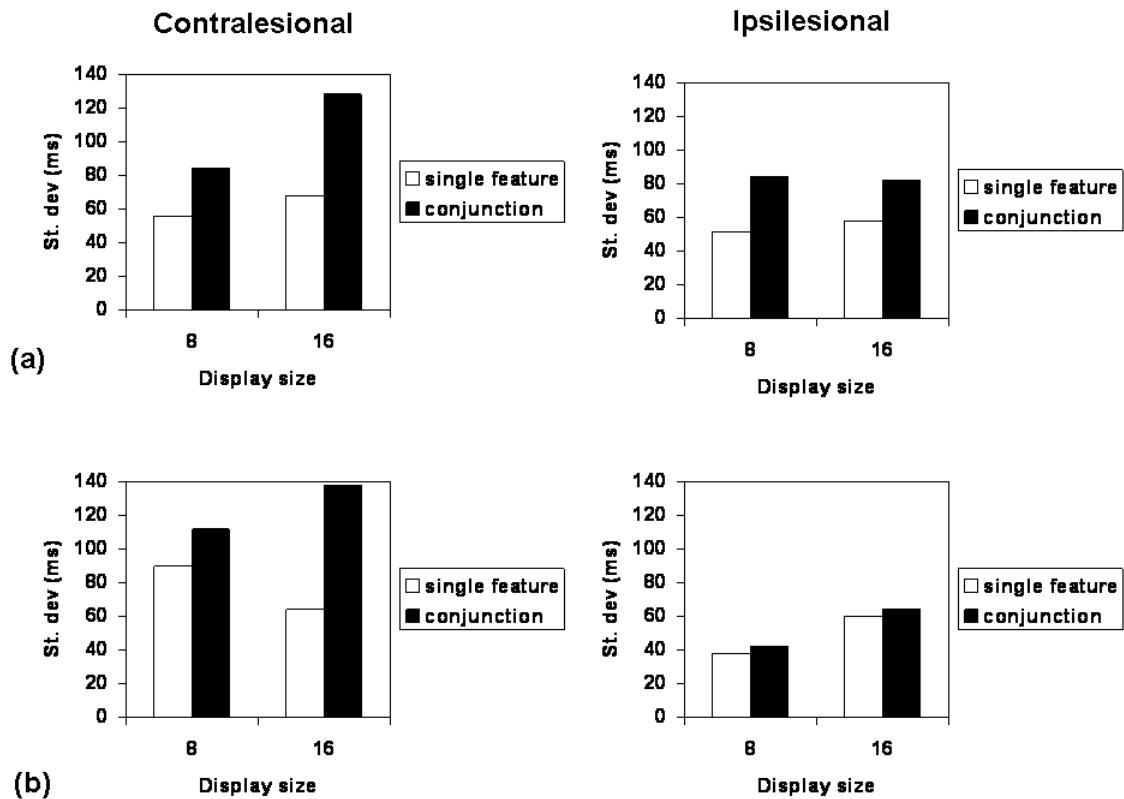 Contralesional
Ipsilesional
140
120
100
80
60
40
20
0
St. dev (ms)
8 16
Display size
single feature
conjunction
140
120
100
80
60
40
20
0
St. dev (ms)
8 16
Display size
single feature
conjunction
(a)
140
120
100
80
60
40
20
0
St. dev (ms)
8 16
Display size
single feature
conjunction
140
120
100
80
60
40
20
0
St. dev (ms)
8 16
Display size
single feature
conjunction
(b)